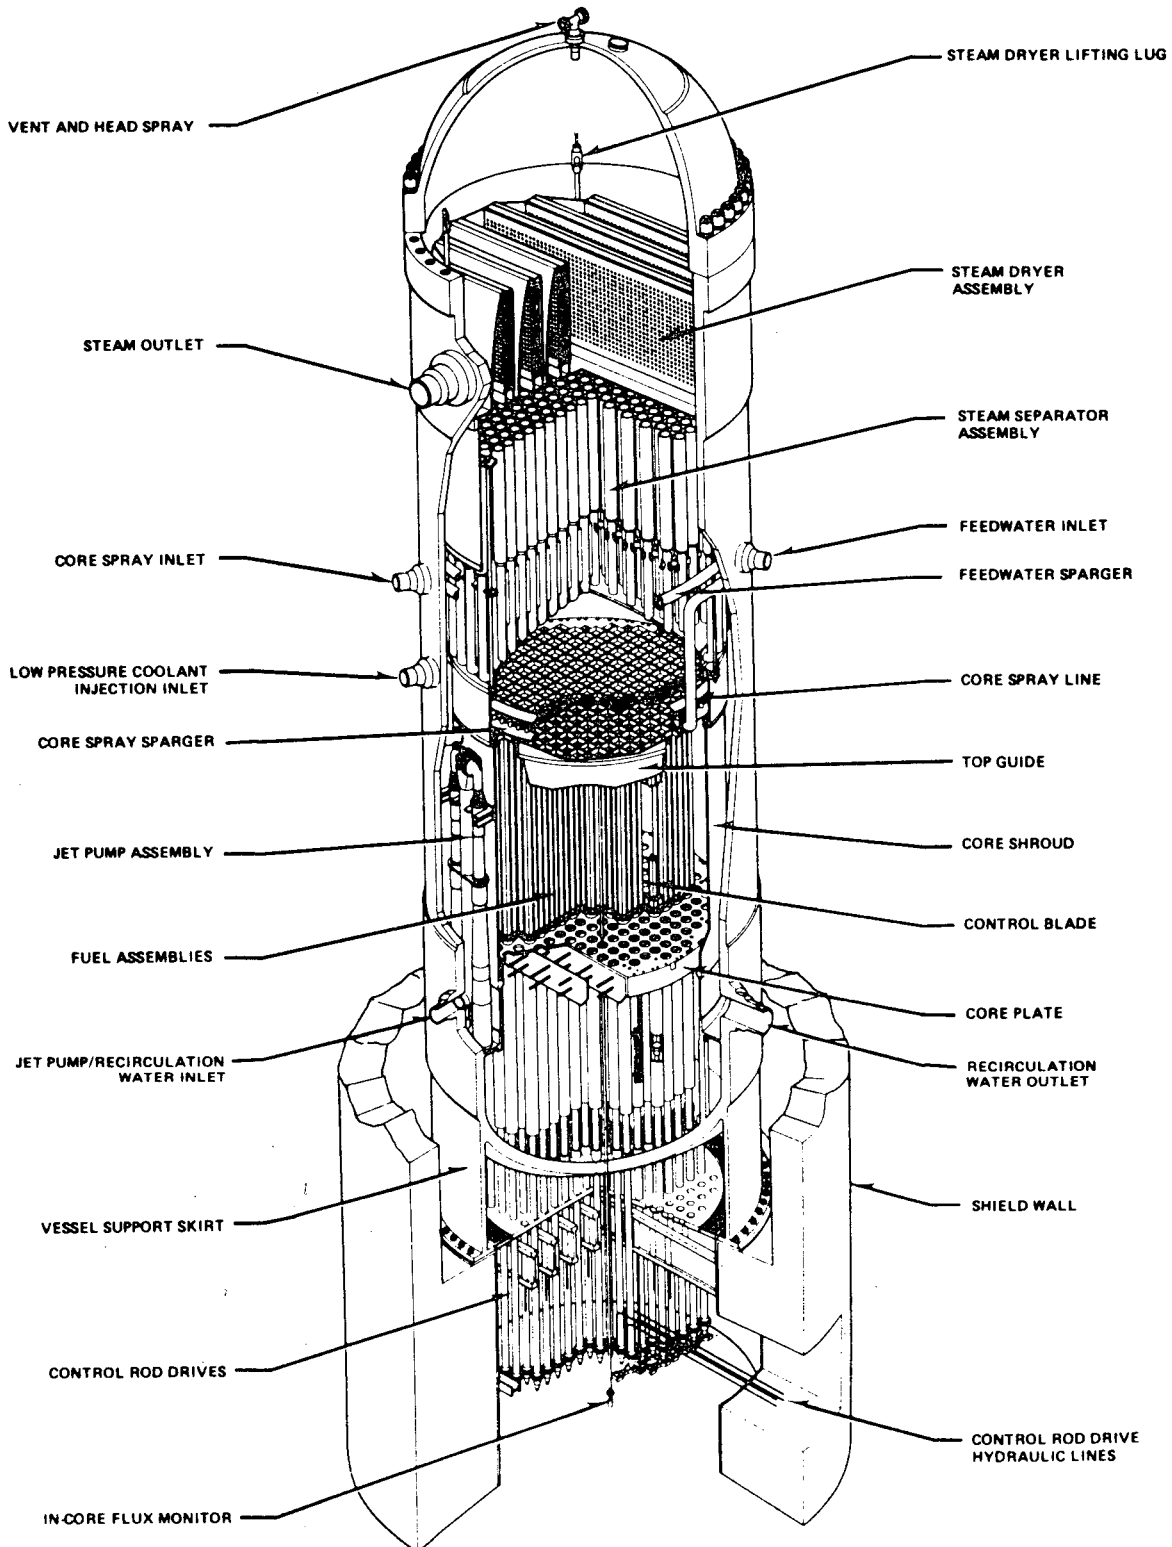 VENT AND HEAD SPRAY
STEAM DRYER LIFTING LUG
STEAM DRYER
ASSEMBLY
STEAM OUTLET
STEAM SEPARATOR
ASSEMBLY
FEEDWATER INLET
CORE SPRAY INLET
FEEDWATER SPARGER
LOW PRESSURE COOLANT
INJECTION INLET
CORE SPRAY LINE
CORE SPRAY SPARGER
TOP GUIDE
JET PUMP ASSEMBLY
CORE SHROUD
FUEL ASSEMBLIES
CONTROL BLADE
CORE PLATE
JET PUMP/RECIRCULATION
WATER INLET
RECIRCULATION
WATER OUTLET
VESSEL SUPPORT SKIRT
SHIELD WALL
CONTROL ROD DRIVES
CONTROL ROD DRIVE
HYDRAULIC LINES
IN-CORE FLUX MONITOR